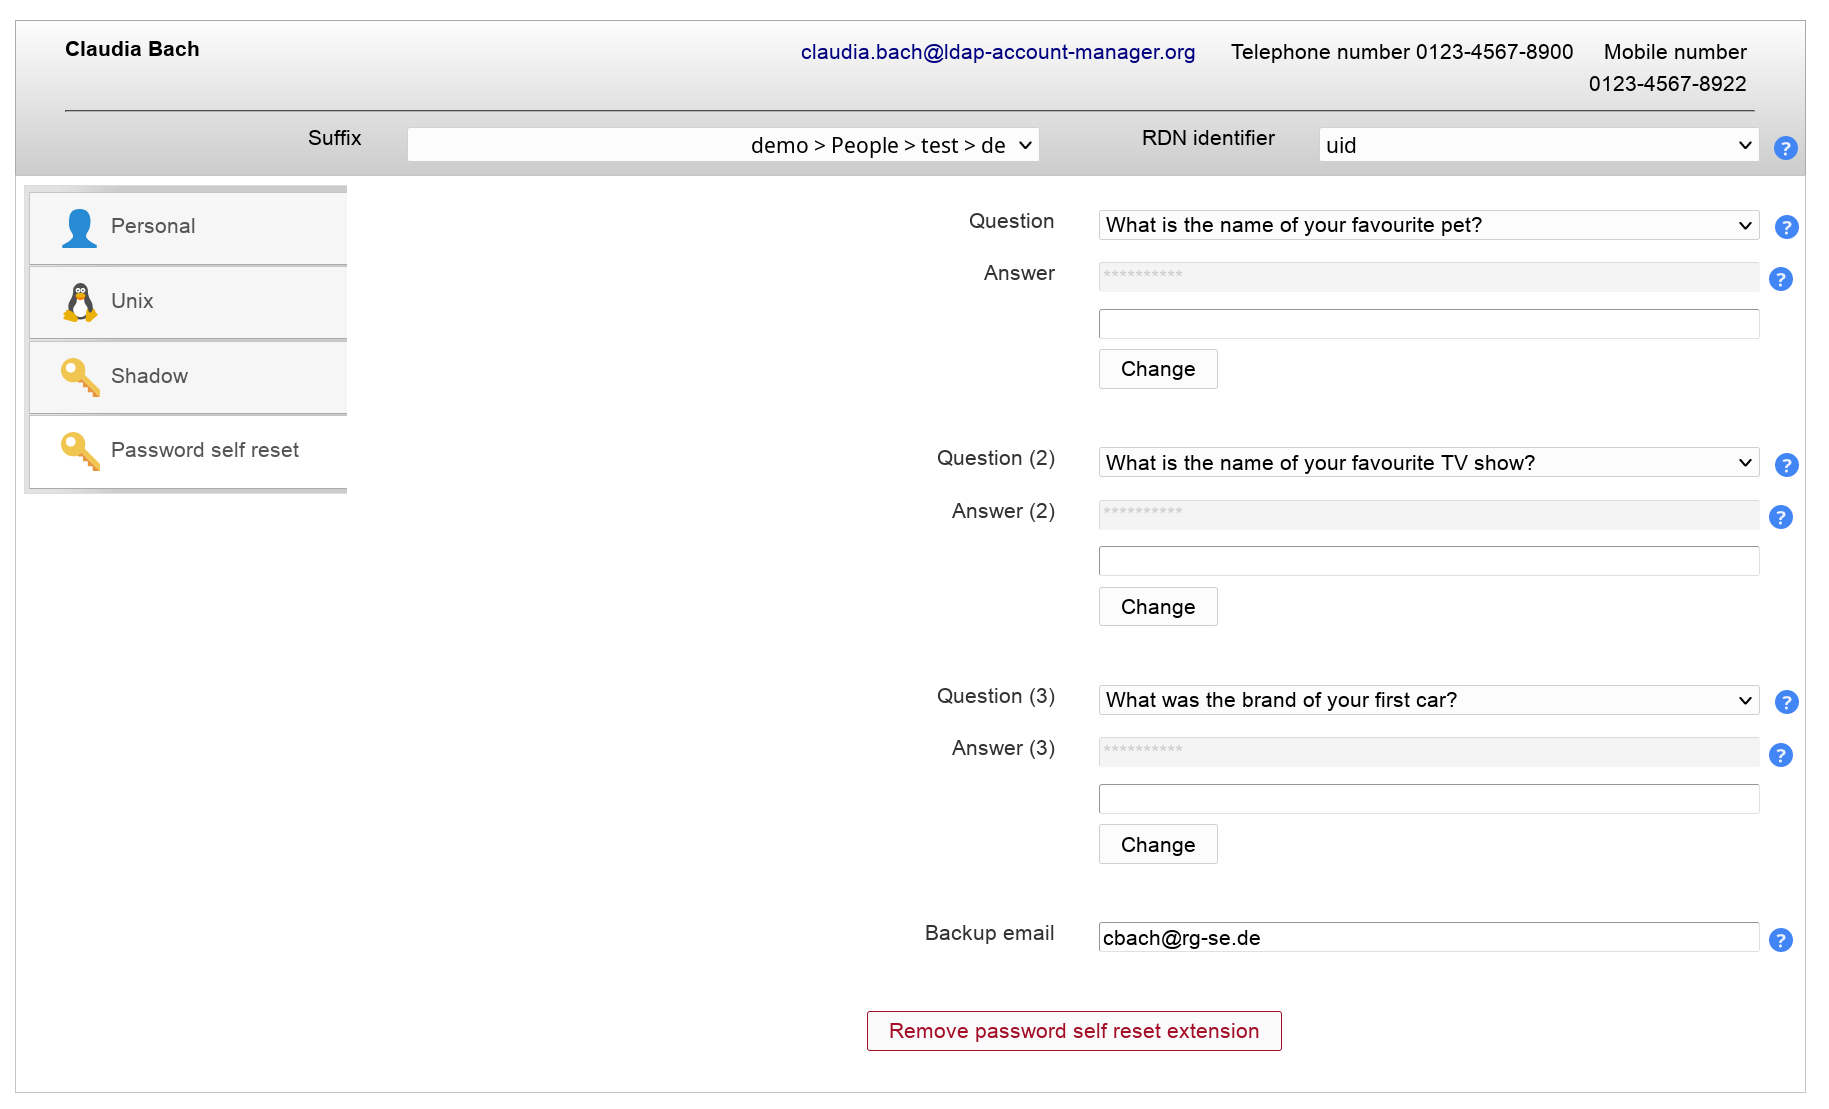 Claudia Bach
claudia.bach@ldap-account-manager.org Telephone number 0123-4567-8900 Mobile number
0123-4567-8922
Suffix demo > People > test > de RDN identifier uid ?
Personal
Unix
Shadow
Password self reset
Question What is the name of your favourite pet? ?
Answer ********** ?
Change
Question (2) What is the name of your favourite TV show? ?
Answer (2) ********** ?
Change
Question (3) What was the brand of your first car? ?
Answer (3) ********** ?
Change
Backup email cbach@rg-se.de ?
Remove password self reset extension